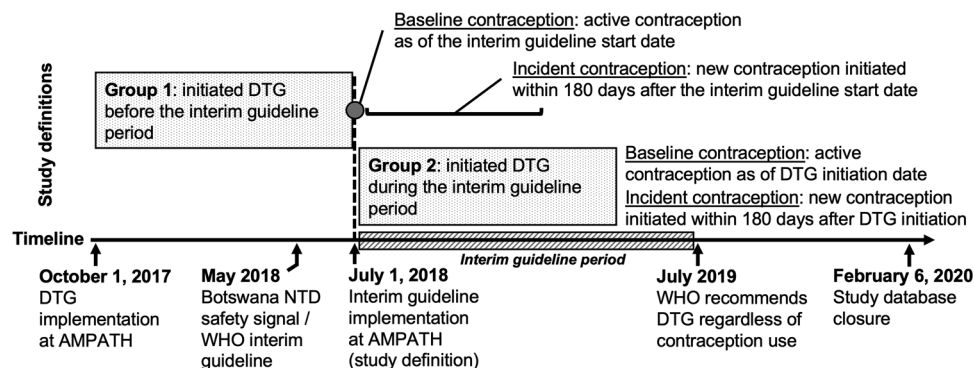 Baseline contraception: active contraception
as of the interim guideline start date
Incident contraception: new contraception initiated
within 180 days after the interim guideline start date
Study definitions
Group 1: initiated DTG
before the interim guideline
period
Group 2: initiated DTG
during the interim guideline
period
Baseline contraception: active
contraception as of DTG initiation date
Incident contraception: new contraception
initiated within 180 days after DTG initiation
Timeline
Interim guideline period
October 1, 2017
DTG
implementation
at AMPATH
May 2018
Botswana NTD
safety signal /
WHO interim
guideline
July 1, 2018
Interim guideline
implementation
at AMPATH
(study definition)
July 2019
WHO recommends
DTG regardless of
contraception use
February 6, 2020
Study database
closure